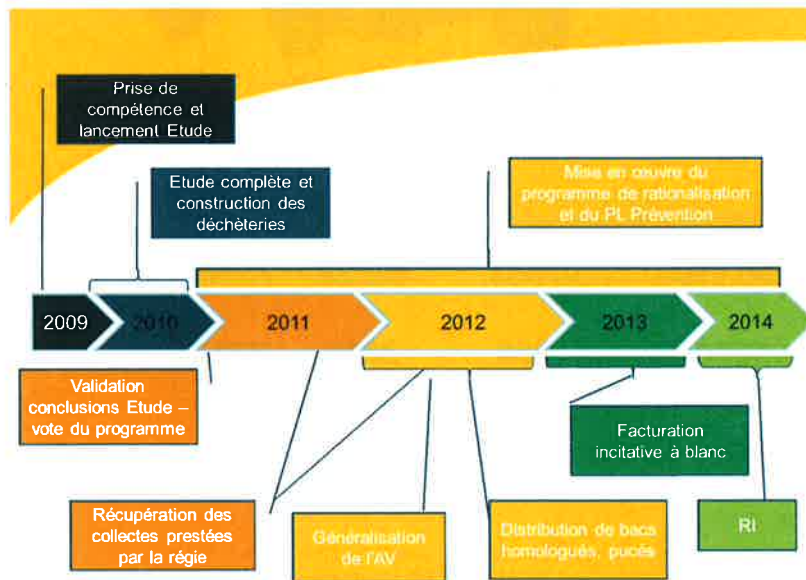 Prise de
compétence et
lancement Etude
Etude complète et
construction des
déchèteries
Mise en œuvre du
programme de rationalisation
et du PL Prévention
2009
2010
2011
2012
2013
2014
Validation
conclusions Etude –
vote du programme
Facturation
incitative à blanc
Récupération des
collectes prestées
par la régie
Généralisation
de l'AV
Distribution de bacs
homologués, pucés
RI